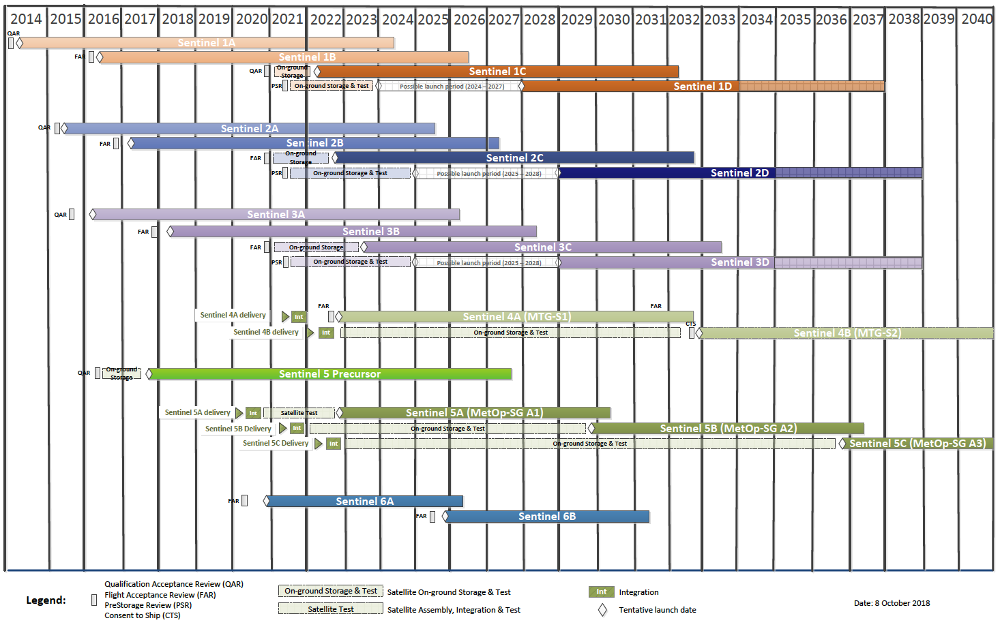 2014 2015 2016 2017 2018 2019 2020 2021 2022 2023 2024 2025 2026 2027 2028 2029 2030 2031 2032 2033 2034 2035 2036 2037 2038 2039 2040
QAR
Sentinel 1A
FAR Sentinel 1B
QAR On-ground Sentinel 1C
Storage
PSR On-ground Storage & Test Possible launch period (2024 – 2027) Sentinel 1D
QAR Sentinel 2A
FAR Sentinel 2B
FAR On-ground Sentinel 2C
Storage
PSR On-ground Storage & Test Possible launch period (2025 – 2028) Sentinel 2D
QAR Sentinel 3A
FAR Sentinel 3B
FAR On-ground Storage Sentinel 3C
PSR On-ground Storage & Test Possible launch period (2025 – 2028) Sentinel 3D
FAR FAR
Sentinel 4A delivery Int Sentinel 4A (MTG-S1)
CTS
Sentinel 4B delivery Int On-ground Storage & Test Sentinel 4B (MTG-S2)
QAR On-ground Sentinel 5 Precursor
Storage
Sentinel 5A delivery Int Satellite Test Sentinel 5A (MetOp-SG A1)
Sentinel 5B Delivery Int On-ground Storage & Test Sentinel 5B (MetOp-SG A2)
Sentinel 5C Delivery Int On-ground Storage & Test Sentinel 5C (MetOp-SG A3)
FAR Sentinel 6A
FAR Sentinel 6B
Legend:
Qualification Acceptance Review (QAR)
Flight Acceptance Review (FAR)
PreStorage Review (PSR)
Consent to Ship (CTS)
On-ground Storage & Test Satellite On-ground Storage & Test
Satellite Test Satellite Assembly, Integration & Test
Int Integration
Tentative launch date
Date: 8 October 2018